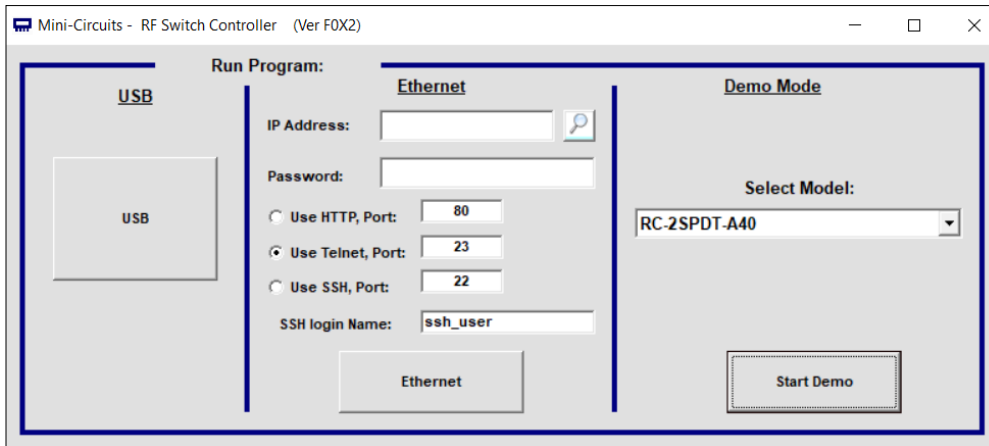 Mini-Circuits - RF Switch Controller (Ver F0X2)
Run Program:
USB
USB
Ethernet
IP Address:
Password:
Use HTTP, Port: 80
Use Telnet, Port: 23
Use SSH, Port: 22
SSH login Name: ssh_user
Ethernet
Demo Mode
Select Model:
RC-2SPDT-A40
Start Demo